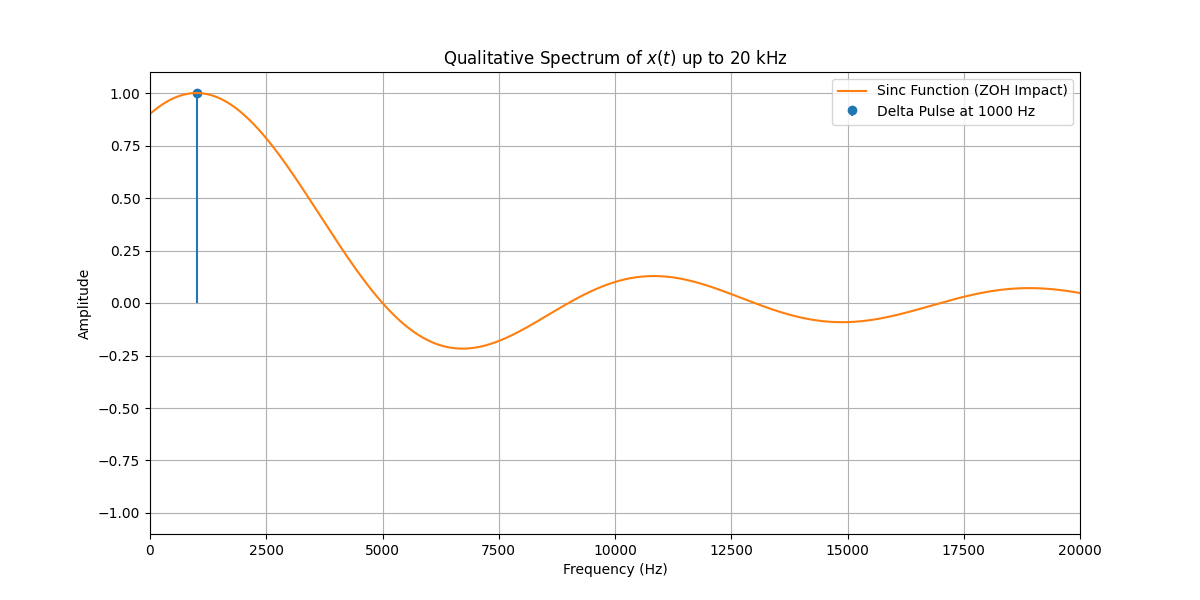 Qualitative Spectrum of x(t) up to 20 kHz
Sinc Function (ZOH Impact)
Delta Pulse at 1000 Hz
Amplitude
1.00
0.75
0.50
0.25
0.00
−0.25
−0.50
−0.75
−1.00
0 2500 5000 7500 10000 12500 15000 17500 20000
Frequency (Hz)